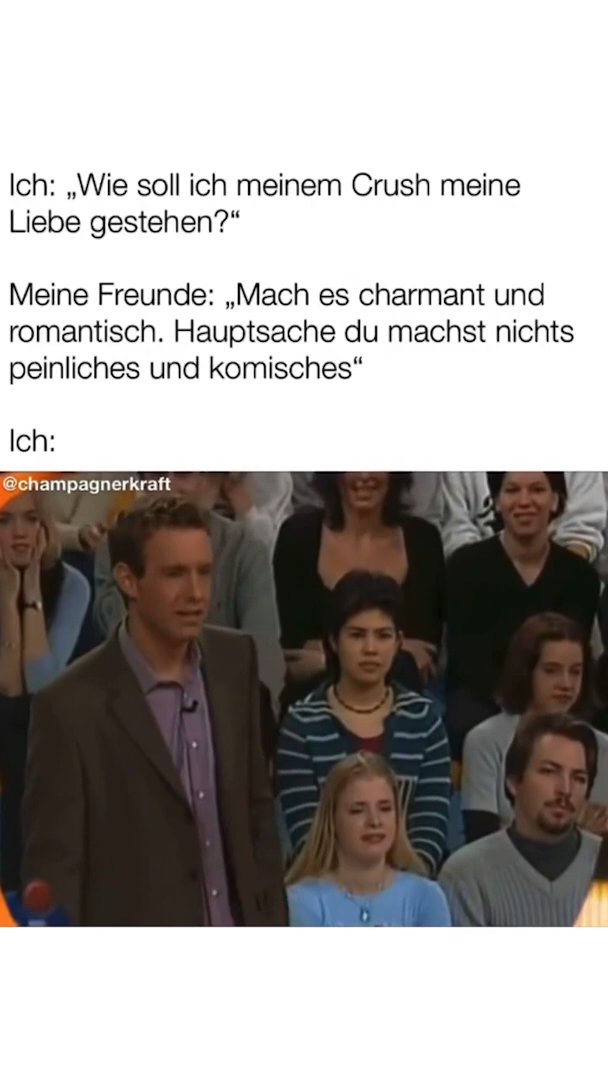 Ich: „Wie soll ich meinem Crush meine
Liebe gestehen?“
Meine Freunde: „Mach es charmant und
romantisch. Hauptsache du machst nichts
peinliches und komisches“
Ich:
@champagnerkraft